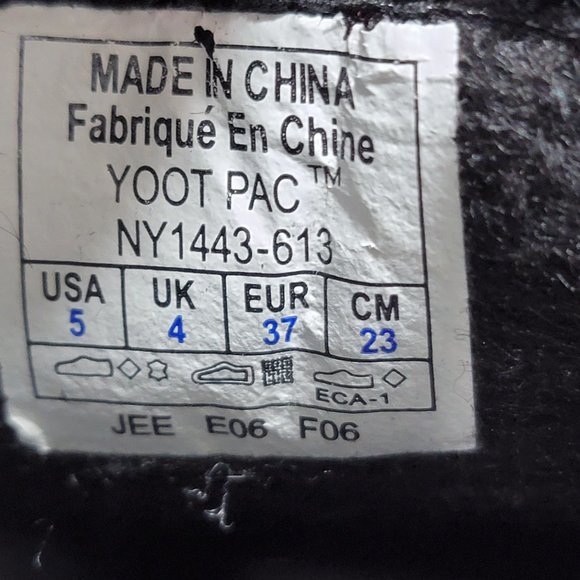 MADE IN CHINA
Fabriqué En Chine
YOOT PAC™
NY1443-613
USA UK EUR CM
5 4 37 23
ECA-1
JEE E06 F06